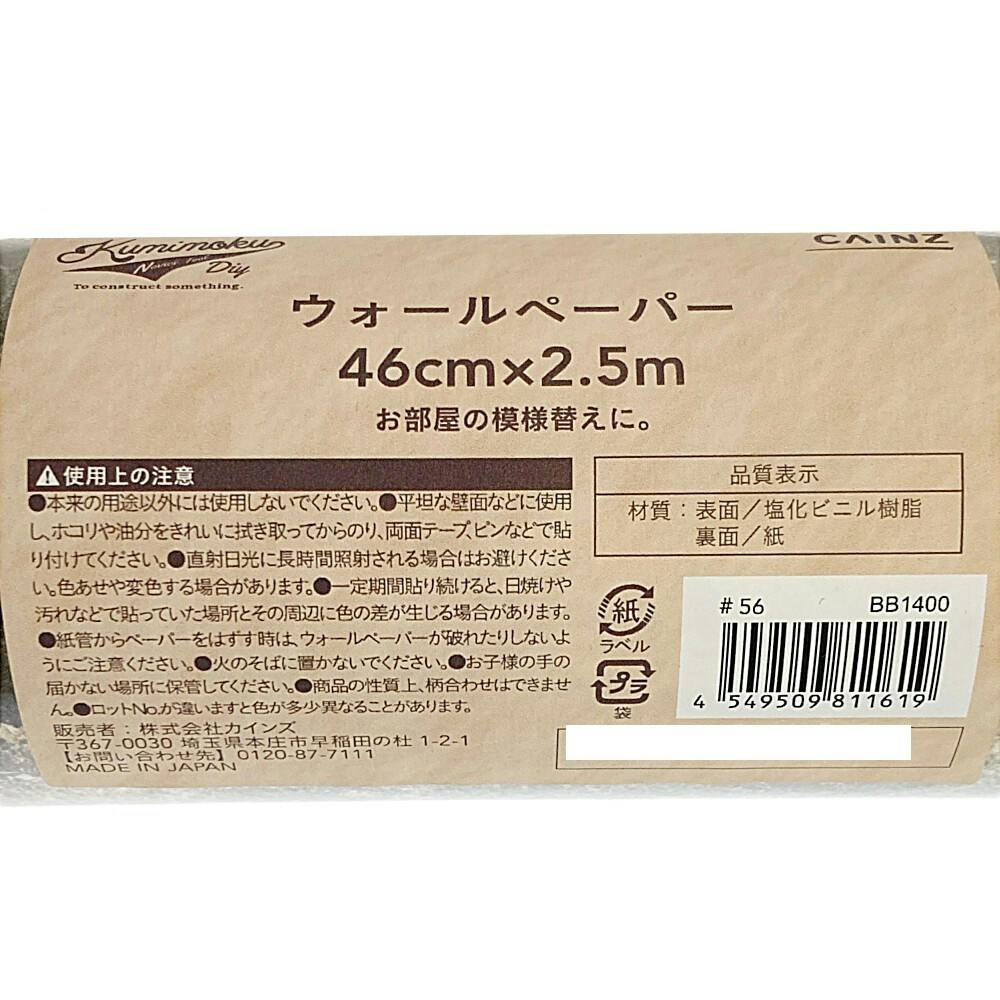 Kumimoku
Diy
To construct something.
CAINZ
ウォールペーパー
46cm×2.5m
お部屋の模様替えに。
使用上の注意
●本来の用途以外には使用しないでください。●平坦な壁面などに使用
し、ホコリや油分をきれいに拭き取ってからのり、両面テープ、ピンなどで貼
り付けてください。●直射日光に長時間照射される場合はお避けくださ
い。色あせや変色する場合があります。●一定期間貼り続けると、日焼けや
汚れなどで貼っていた場所とその周辺に色の差が生じる場合があります。
●紙管からペーパーをはずす時は、ウォールペーパーが破れたりしないよ
うにご注意ください。●火のそばに置かないでください。●お子様の手の
届かない場所に保管してください。●商品の性質上、柄合わせはできませ
ん。●ロットNo.が違いますと色が多少異なることがあります。
販売者：株式会社カインズ
〒367-0030 埼玉県本庄市早稲田の杜 1-2-1
【お問い合わせ先】0120-87-7111
MADE IN JAPAN
品質表示
材質：表面／塩化ビニル樹脂
裏面／紙
紙
ラベル
プラ
袋
#56 BB1400
4 549509 811619